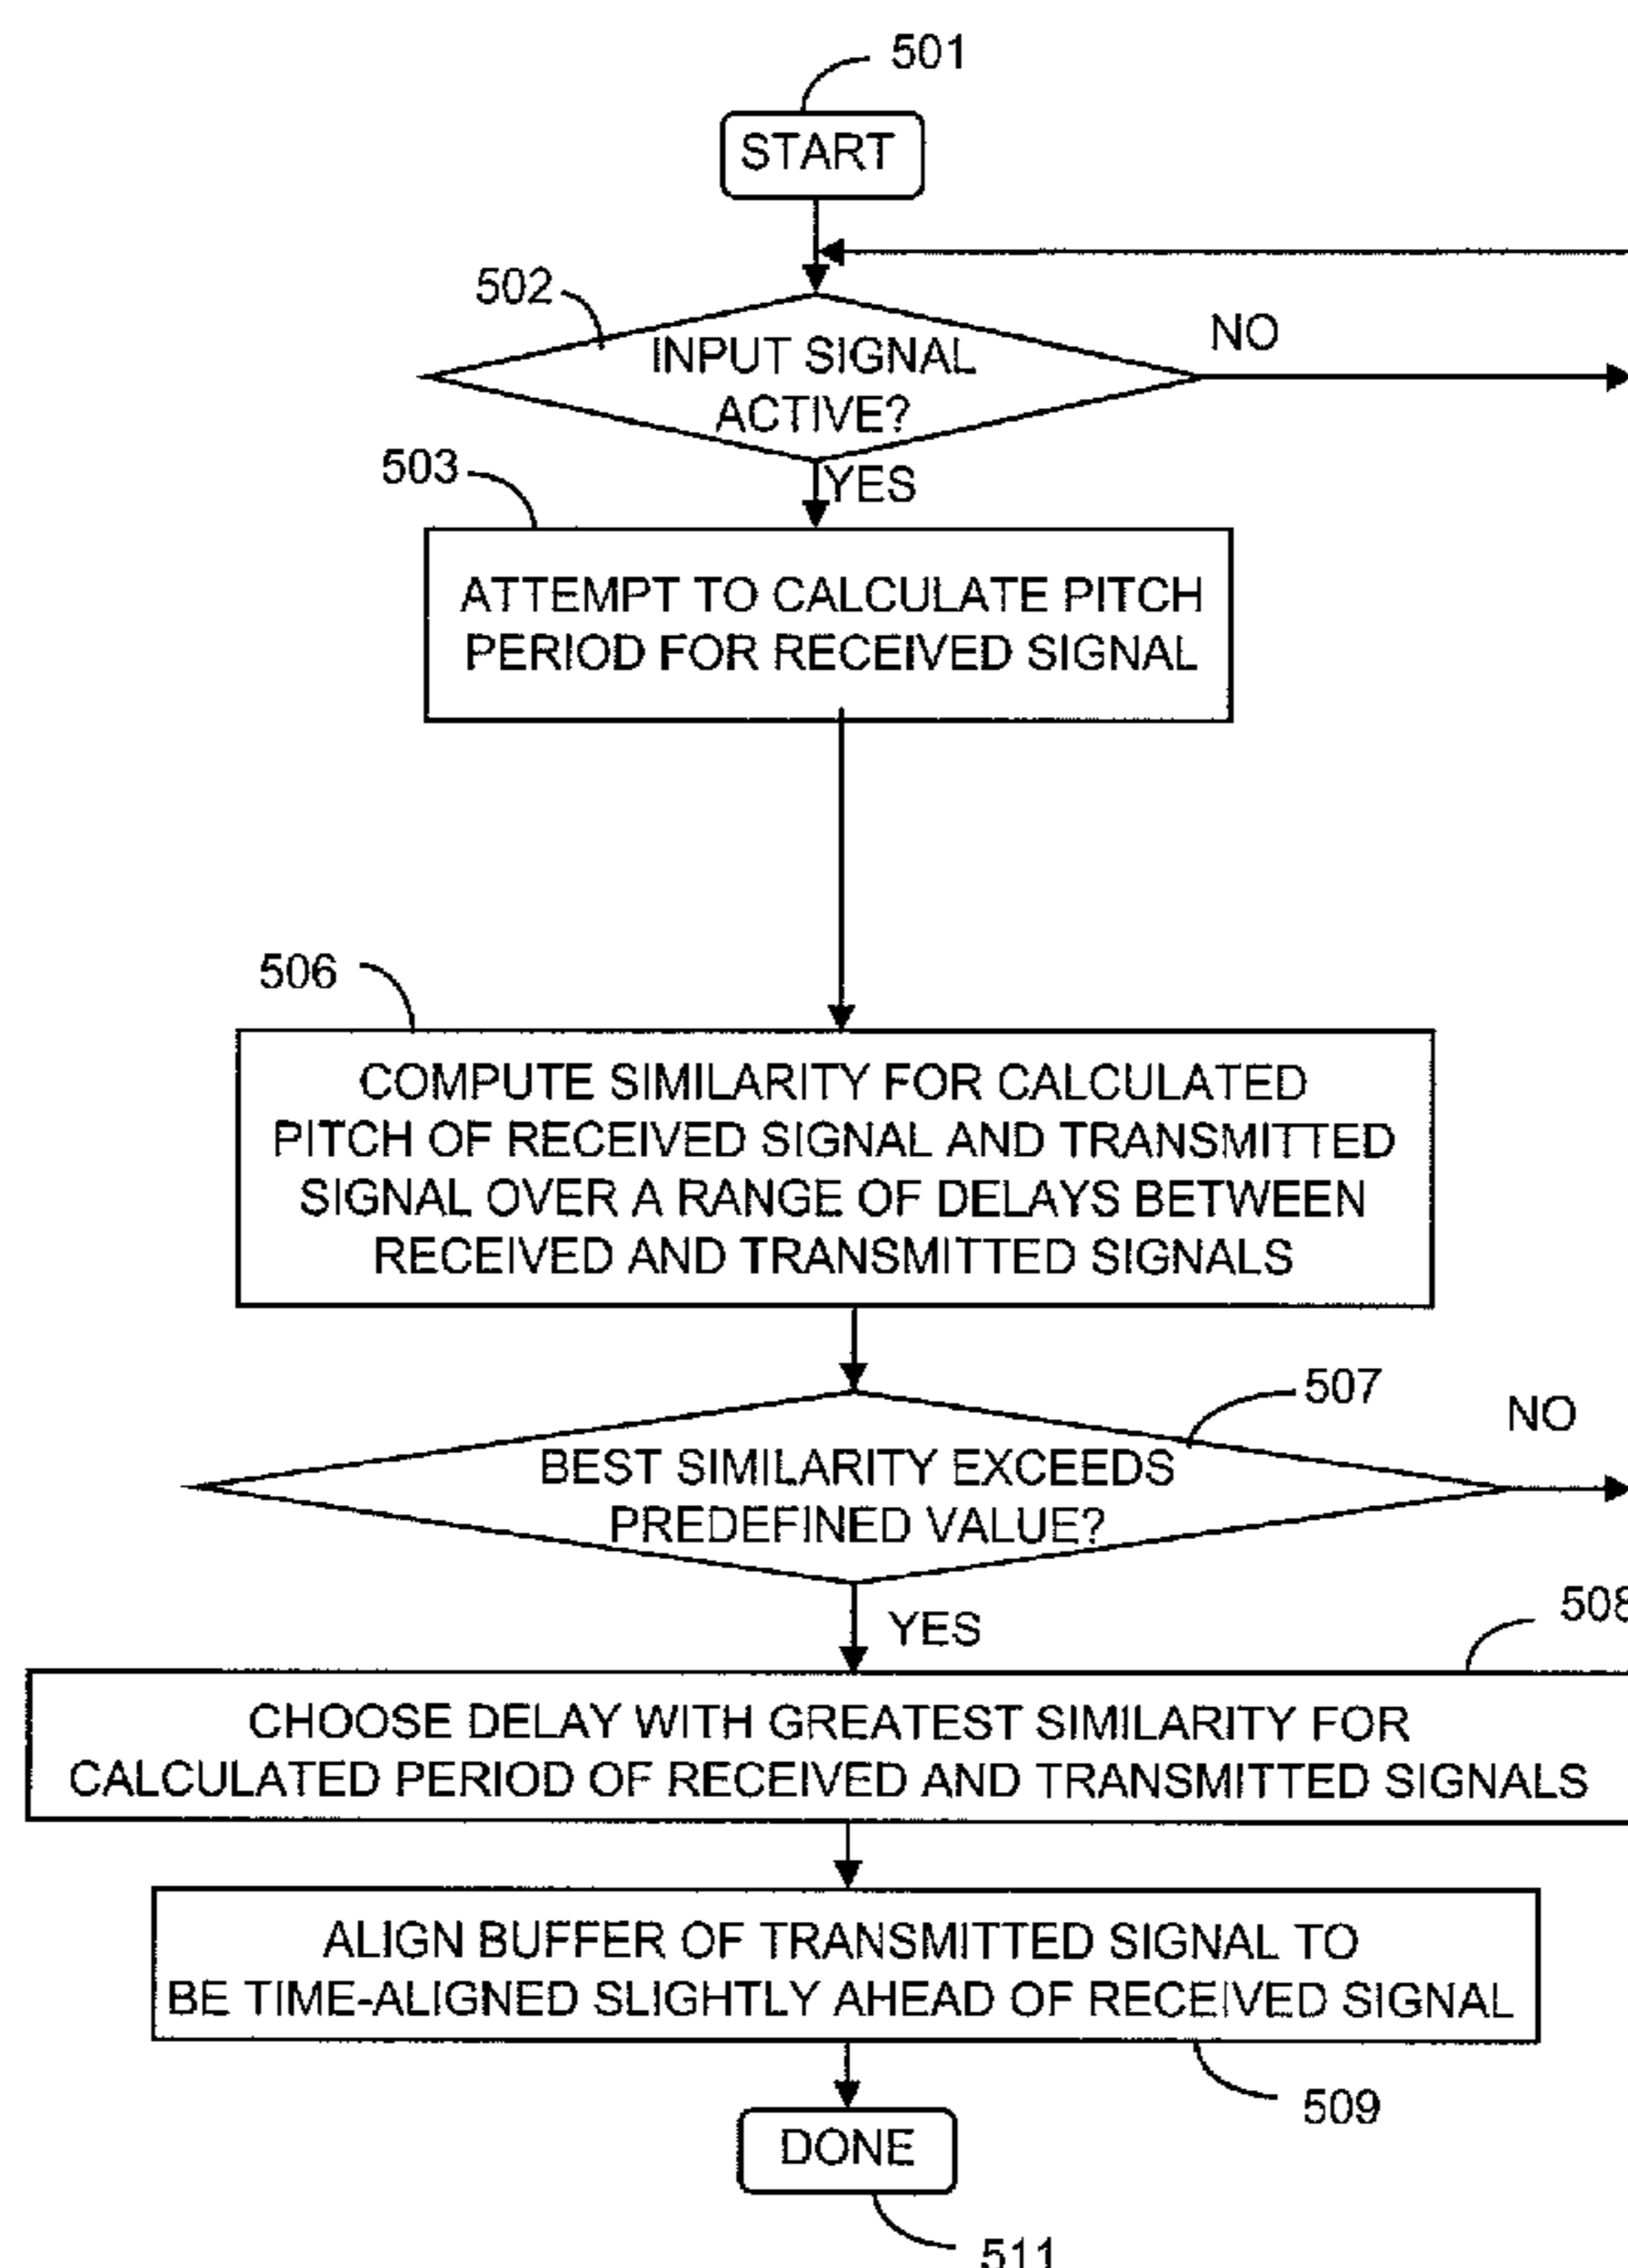 501
START
502
INPUT SIGNAL
ACTIVE?
NO
503
YES
ATTEMPT TO CALCULATE PITCH
PERIOD FOR RECEIVED SIGNAL
506
COMPUTE SIMILARITY FOR CALCULATED
PITCH OF RECEIVED SIGNAL AND TRANSMITTED
SIGNAL OVER A RANGE OF DELAYS BETWEEN
RECEIVED AND TRANSMITTED SIGNALS
507
NO
BEST SIMILARITY EXCEEDS
PREDEFINED VALUE?
YES
508
CHOOSE DELAY WITH GREATEST SIMILARITY FOR
CALCULATED PERIOD OF RECEIVED AND TRANSMITTED SIGNALS
ALIGN BUFFER OF TRANSMITTED SIGNAL TO
BE TIME-ALIGNED SLIGHTLY AHEAD OF RECEIVED SIGNAL
509
DONE
511